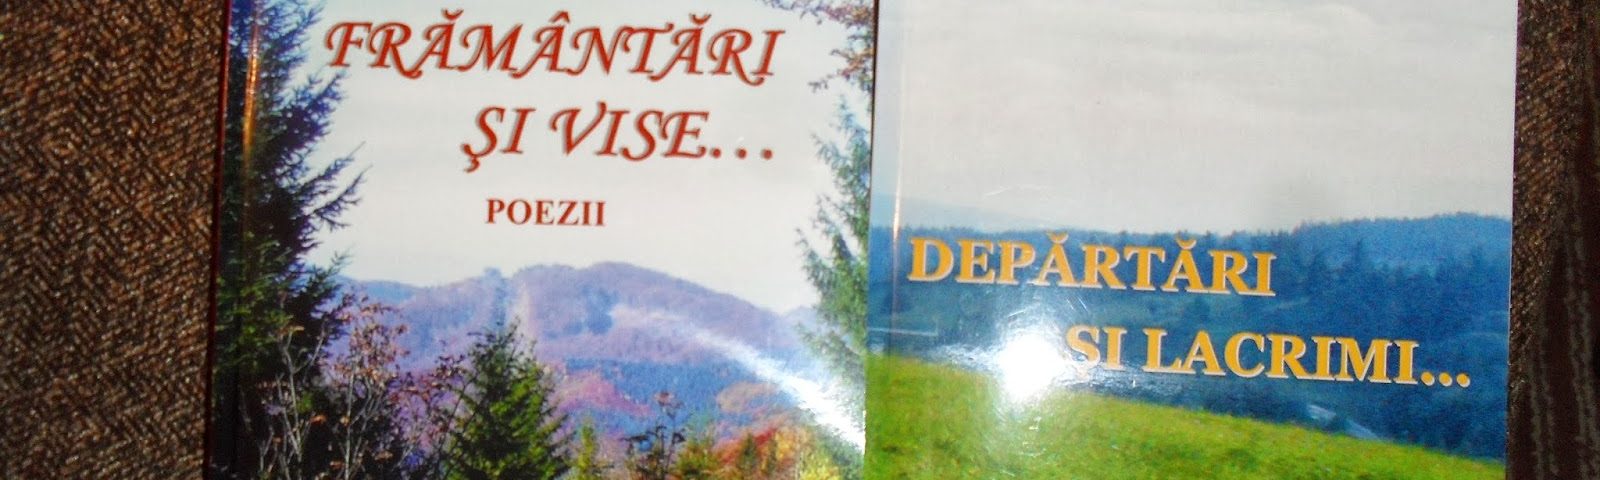 FRĂMÂNTĂRI
ŞI VISE...
POEZII
DEPĂRTĂRI
ŞI LACRIMI...